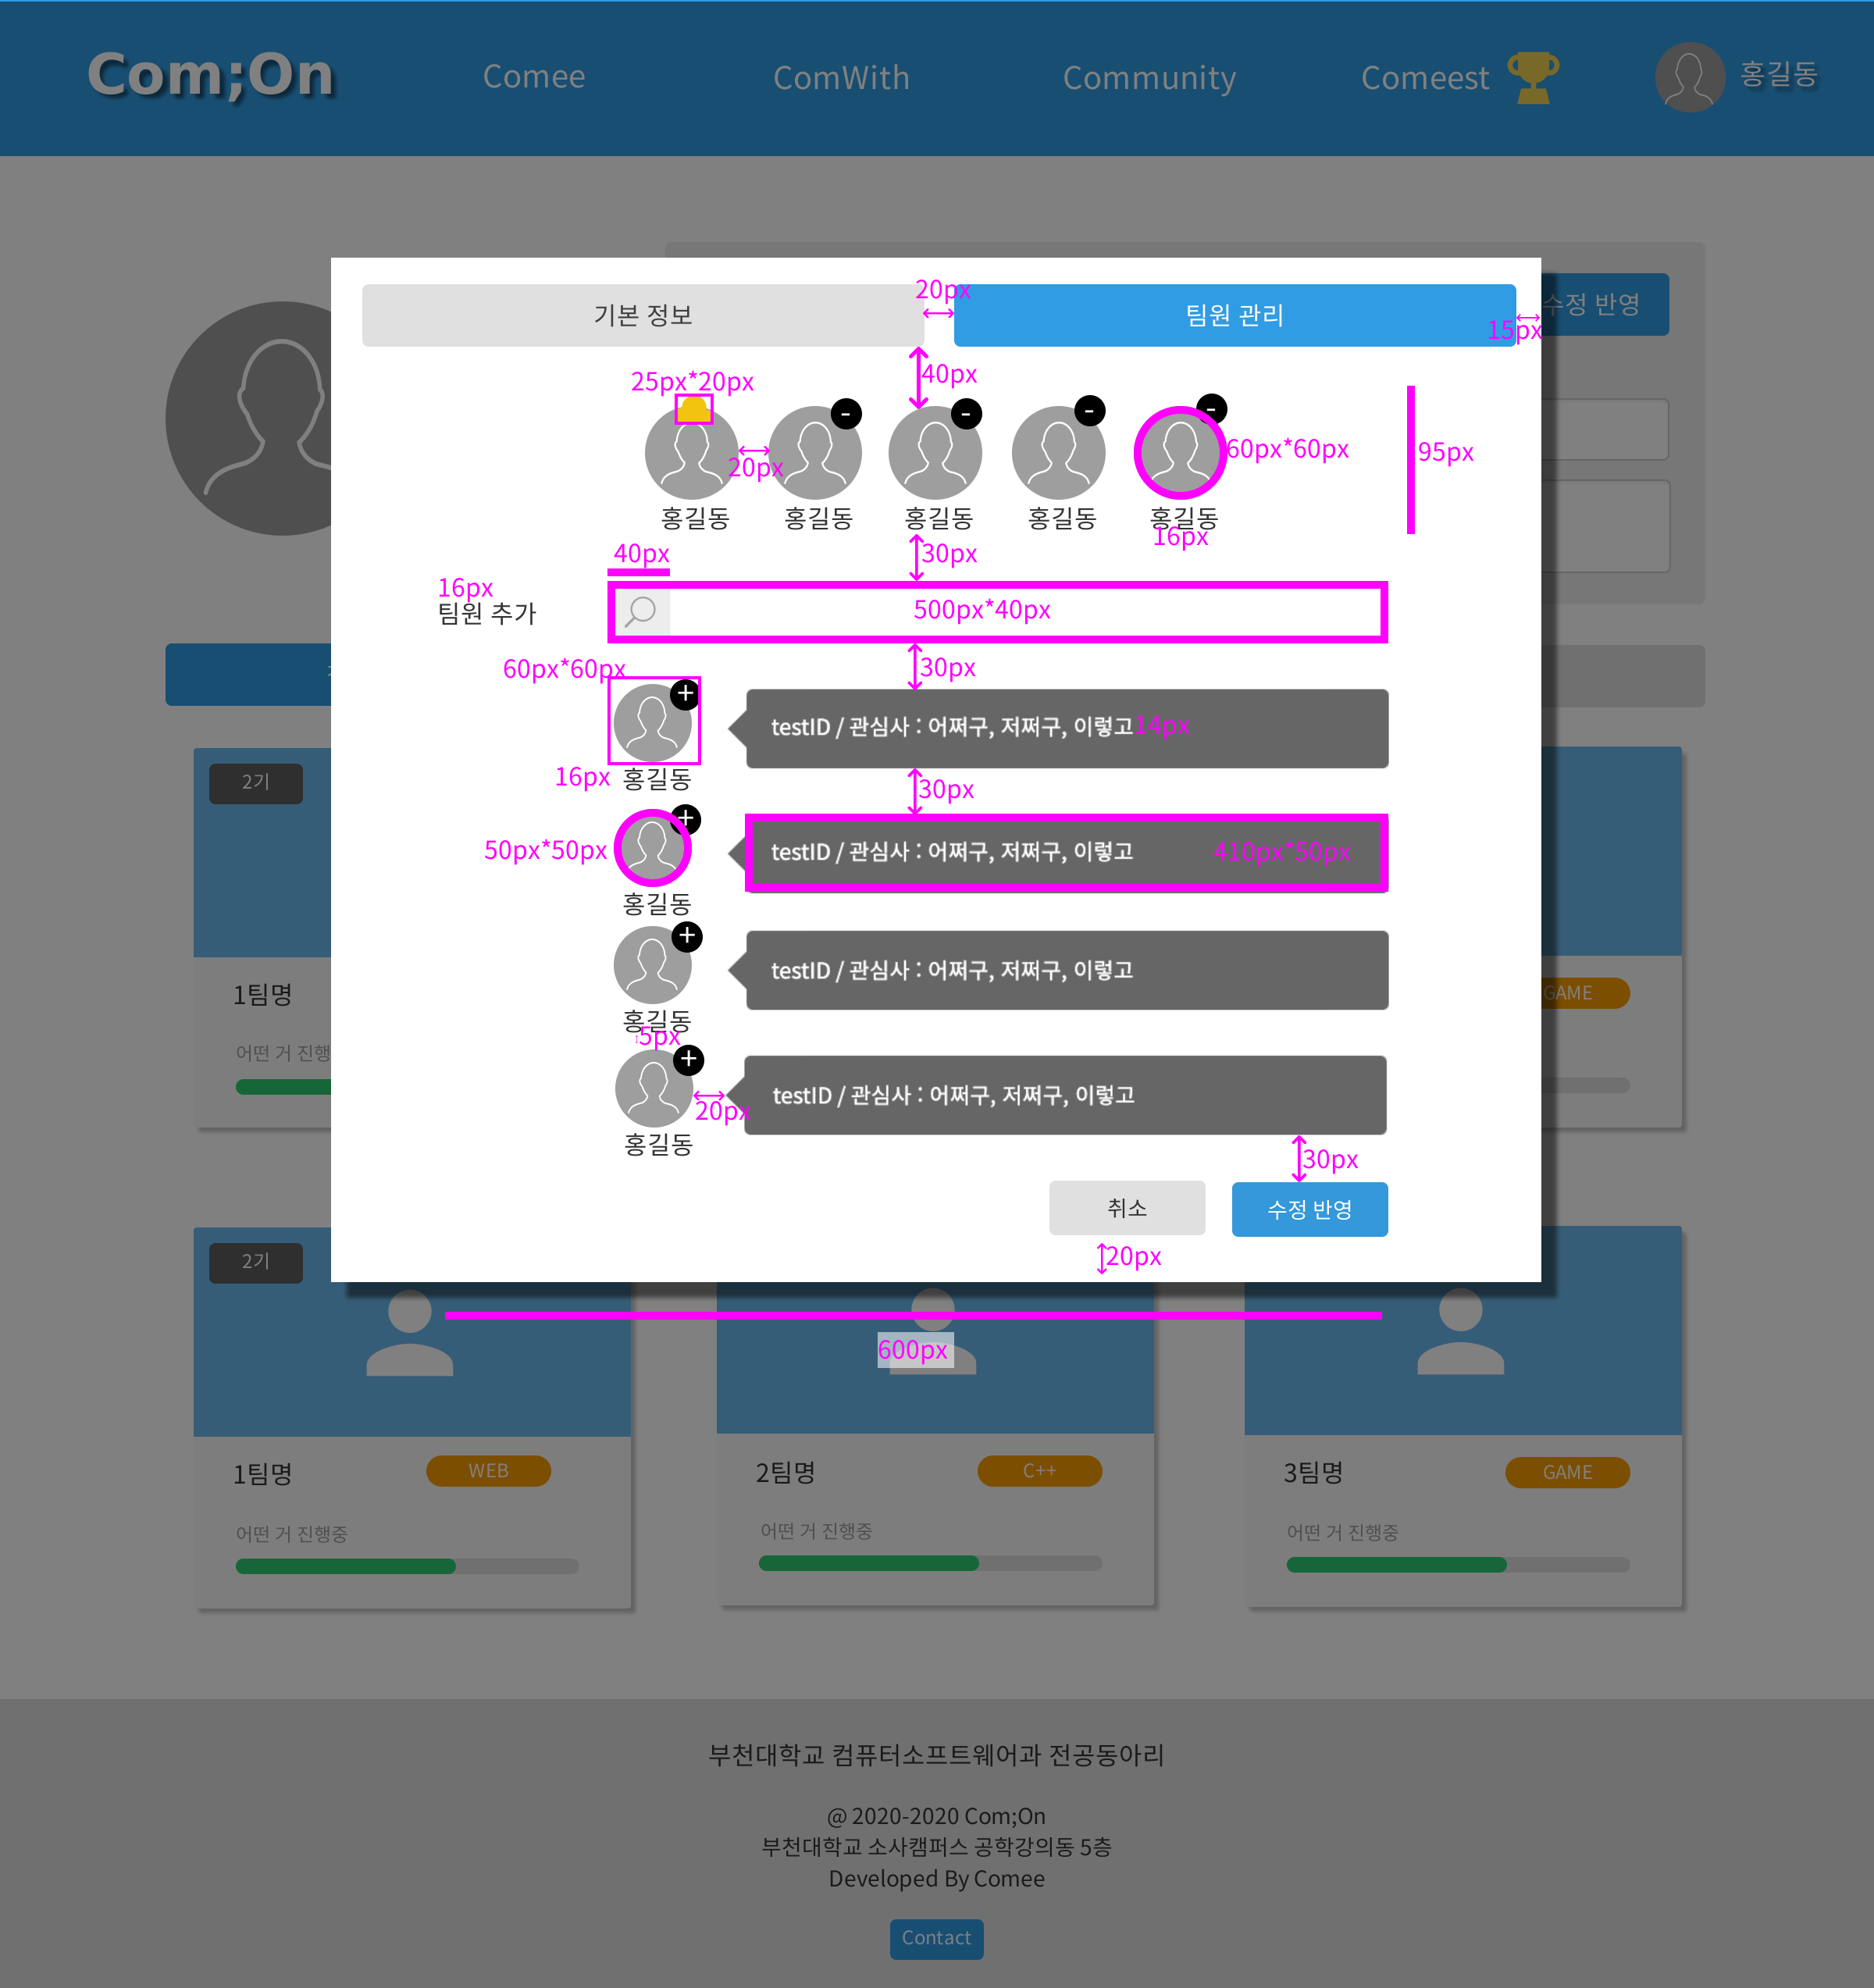 Com;On
Comee
ComWith
Community
Comeest
홍길동
수정 반영
기본 정보
20px
팀원 관리
15px
40px
25px*20px
-
-
-
-
20px
60px*60px
95px
홍길동
홍길동
홍길동
홍길동
홍길동
16px
40px
30px
16px
팀원 추가
500px*40px
60px*60px
30px
+
testID / 관심사 : 어쩌구, 저쩌구, 이렇고
14px
16px
홍길동
30px
+
50px*50px
testID / 관심사 : 어쩌구, 저쩌구, 이렇고
410px*50px
홍길동
+
testID / 관심사 : 어쩌구, 저쩌구, 이렇고
홍길동
5px
+
20px
testID / 관심사 : 어쩌구, 저쩌구, 이렇고
홍길동
30px
취소
수정 반영
20px
600px
2기
1팀명
어떤 거 진행
GAME
2기
1팀명
WEB
어떤 거 진행중
2팀명
C++
어떤 거 진행중
3팀명
GAME
어떤 거 진행중
부천대학교 컴퓨터소프트웨어과 전공동아리
@ 2020-2020 Com;On
부천대학교 소사캠퍼스 공학강의동 5층
Developed By Comee
Contact